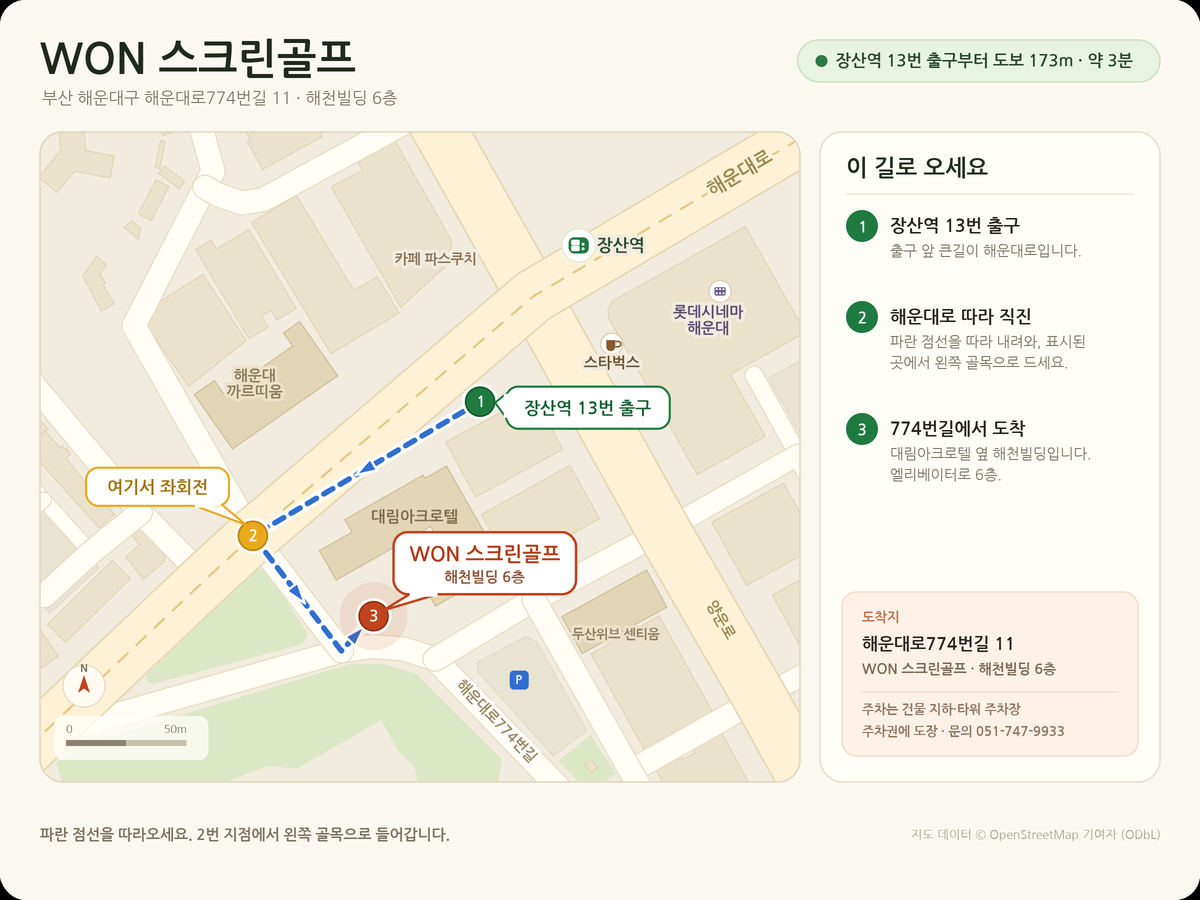 WON 스크린골프
부산 해운대구 해운대로774번길 11 · 해천빌딩 6층
장산역 13번 출구부터 도보 173m · 약 3분
해운대로
장산역
카페 파스쿠치
롯데시네마
해운대
스타벅스
해운대
까르띠움
1
장산역 13번 출구
여기서 좌회전
2
대림아크로텔
WON 스크린골프
해천빌딩 6층
3
양운로
두산위브 센티움
P
해운대로774번길
N
0 50m
이 길로 오세요
1 장산역 13번 출구
출구 앞 큰길이 해운대로입니다.
2 해운대로 따라 직진
파란 점선을 따라 내려와, 표시된
곳에서 왼쪽 골목으로 드세요.
3 774번길에서 도착
대림아크로텔 옆 해천빌딩입니다.
엘리베이터로 6층.
도착지
해운대로774번길 11
WON 스크린골프 · 해천빌딩 6층
주차는 건물 지하·타워 주차장
주차권에 도장 · 문의 051-747-9933
파란 점선을 따라오세요. 2번 지점에서 왼쪽 골목으로 들어갑니다.
지도 데이터 © OpenStreetMap 기여자 (ODbL)